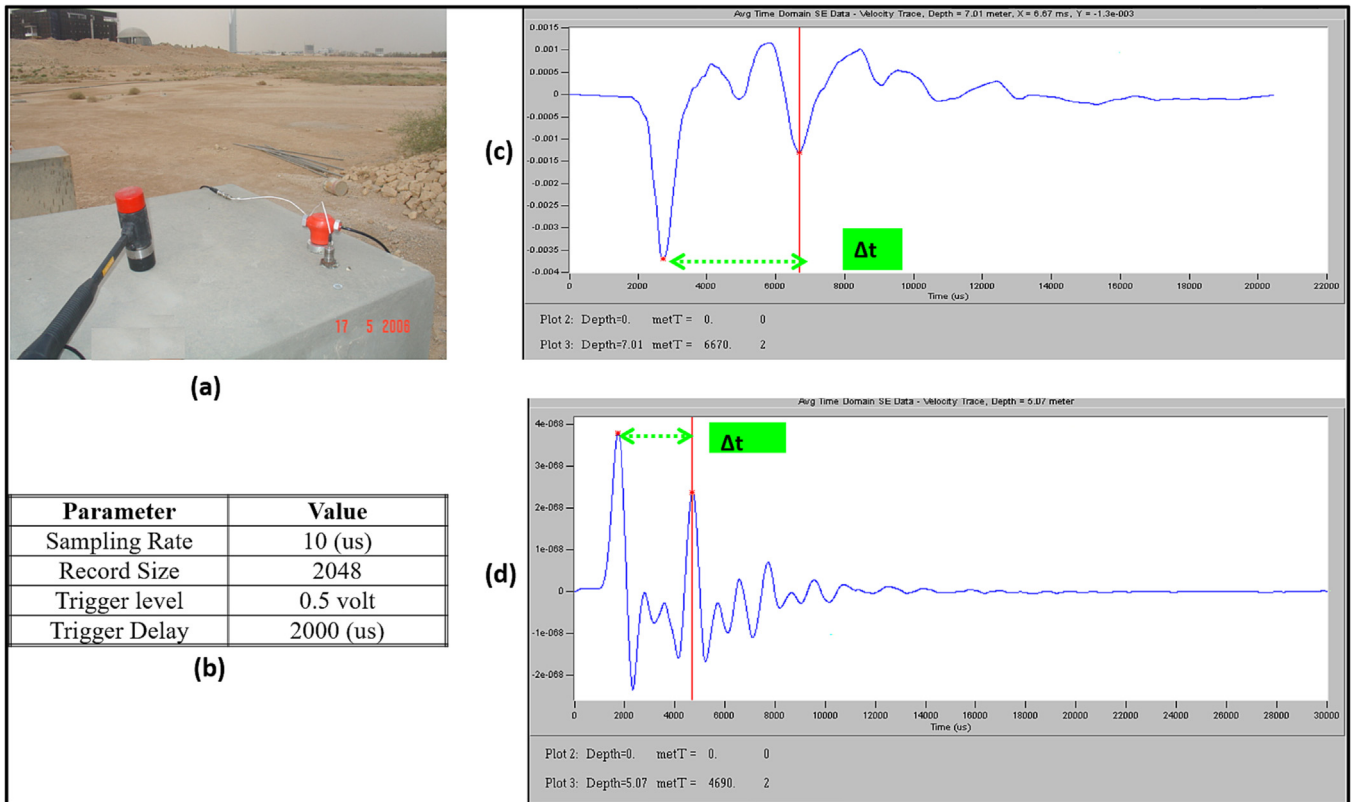 17 5 2008
(a)
Parameter Value
Sampling Rate 10 (us)
Record Size 2048
Trigger level 0.5 volt
Trigger Delay 2000 (us)
(b)
Avg Time Domain SE Data - Velocity Trace, Depth = 7.01 meter, X = 6.67 ms, Y = -1.3e-003
0.0015
0.001
0.0005
0
-0.0005
-0.001
-0.0015
-0.002
-0.0025
-0.003
-0.0035
-0.004
Δt
0 2000 4000 6000 8000 10000 12000 14000 16000 18000 20000 22000
Time (us)
Plot 2: Depth=0. metT = 0. 0
Plot 3: Depth=7.01 metT = 6670. 2
(c)
Avg Time Domain SE Data - Velocity Trace, Depth = 5.07 meter
4e-068
3e-068
2e-068
1e-068
0
-1e-068
-2e-068
Δt
0 2000 4000 6000 8000 10000 12000 14000 16000 18000 20000 22000 24000 26000 28000 30000
Time (us)
Plot 2: Depth=0. metT = 0. 0
Plot 3: Depth=5.07 metT = 4690. 2
(d)